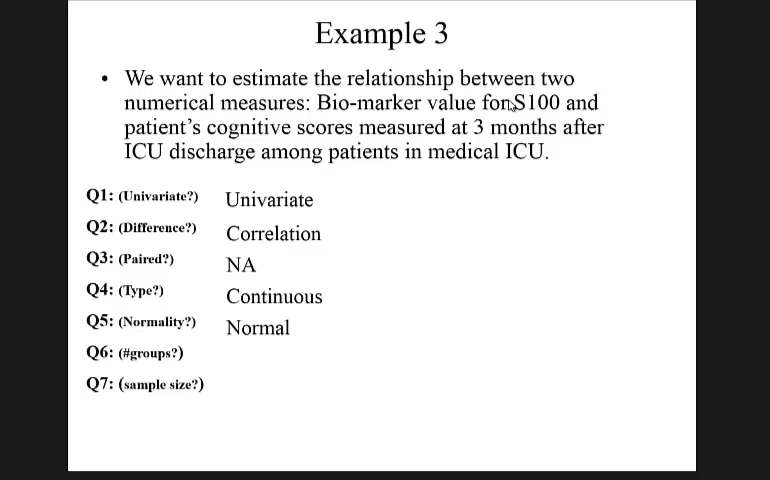 Example 3
• We want to estimate the relationship between two
numerical measures: Bio-marker value for S100 and
patient's cognitive scores measured at 3 months after
ICU discharge among patients in medical ICU.
Q1: (Univariate?) Univariate
Q2: (Difference?) Correlation
Q3: (Paired?) NA
Q4: (Type?) Continuous
Q5: (Normality?) Normal
Q6: (#groups?)
Q7: (sample size?)